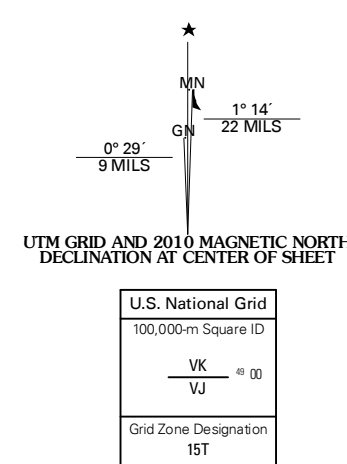 ★
MN
1° 14´
22 MILS
GN
0° 29´
9 MILS
UTM GRID AND 2010 MAGNETIC NORTH
DECLINATION AT CENTER OF SHEET
U.S. National Grid
100,000-m Square ID
VK
49 00
VJ
Grid Zone Designation
15T